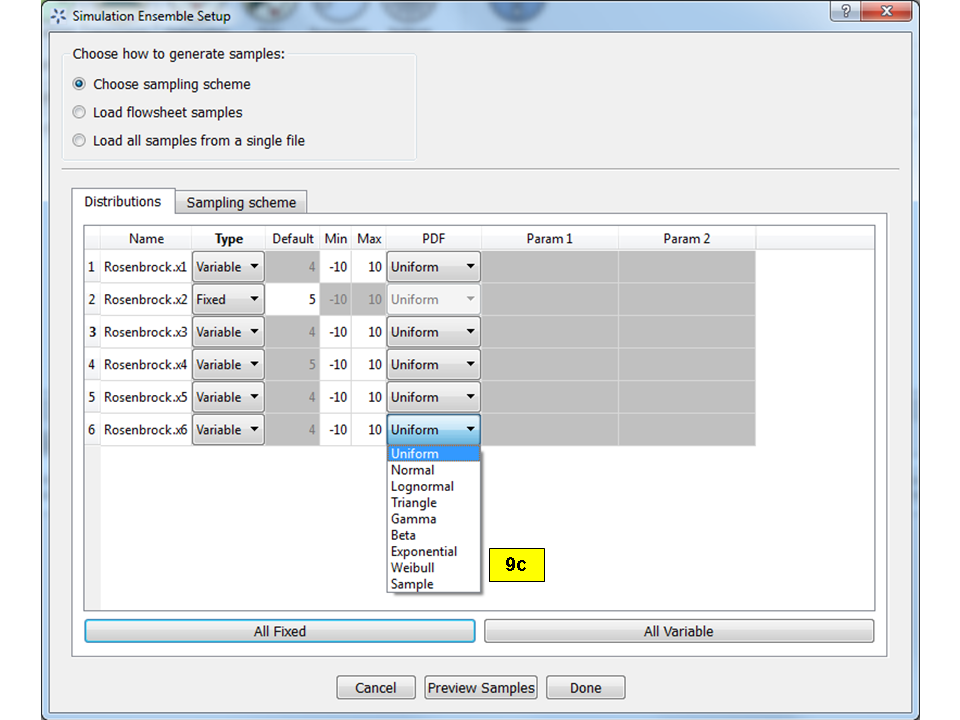 Simulation Ensemble Setup
?
Choose how to generate samples:
Choose sampling scheme
Load flowsheet samples
Load all samples from a single file
Distributions Sampling scheme
Name Type Default Min Max PDF Param 1 Param 2
1 Rosenbrock.x1 Variable 4 -10 10 Uniform
2 Rosenbrock.x2 Fixed 5 -10 10 Uniform
3 Rosenbrock.x3 Variable 4 -10 10 Uniform
4 Rosenbrock.x4 Variable 5 -10 10 Uniform
5 Rosenbrock.x5 Variable 4 -10 10 Uniform
6 Rosenbrock.x6 Variable 4 -10 10 Uniform
Uniform
Normal
Lognormal
Triangle
Gamma
Beta
Exponential
Weibull
Sample
9c
All Fixed All Variable
Cancel Preview Samples Done